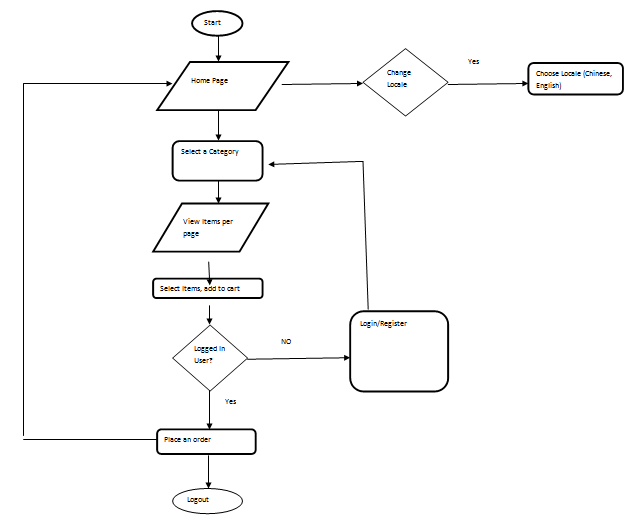 Start
Home Page
Change
Locale
Yes
Choose Locale (Chinese,
English)
Select a Category
View Items per
page
Select Items, add to cart
Logged In
User?
NO
Login/Register
Yes
Place an order
Logout